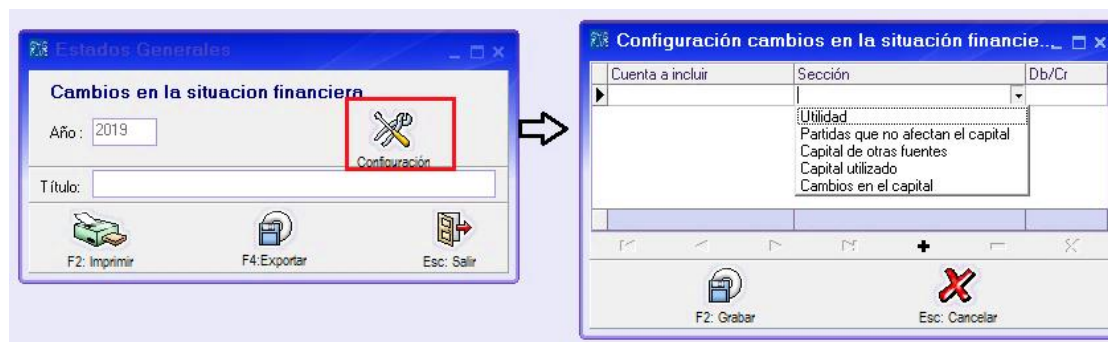 Estados Generales
Cambios en la situacion financiera
Año : 2019
Configuración
Título:
F2: Imprimir
F4:Exportar
Esc: Salir
Configuración cambios en la situación financie...
Cuenta a incluir
Sección
Db/Cr
Utilidad
Partidas que no afectan el capital
Capital de otras fuentes
Capital utilizado
Cambios en el capital
F2: Grabar
Esc: Cancelar